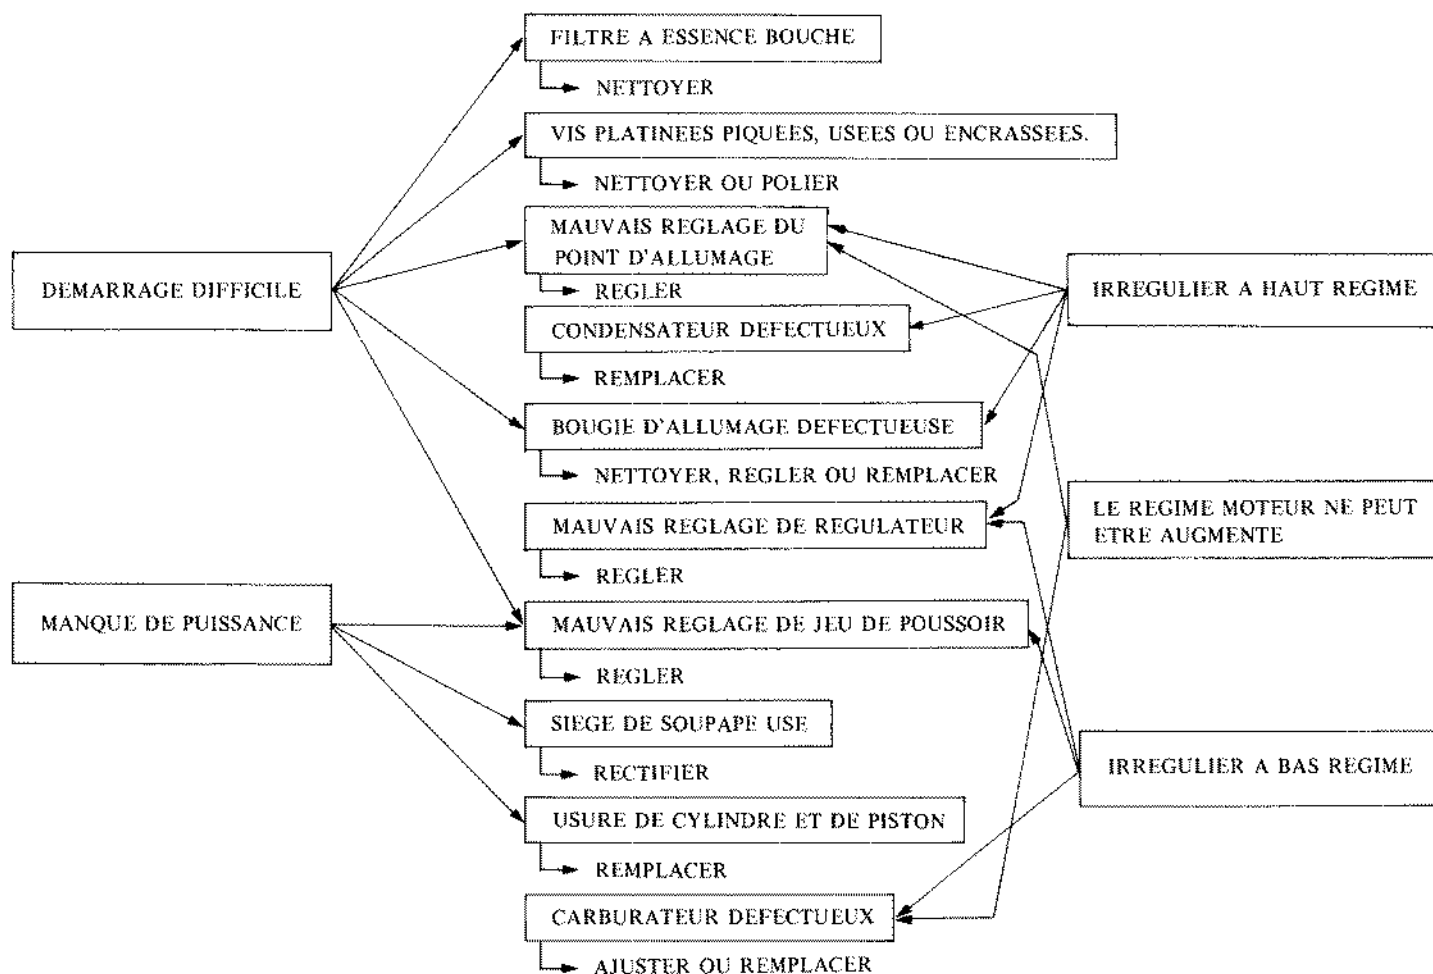 FILTRE A ESSENCE BOUCHE
NETTOYER
VIS PLATINEES PIQUEES, USEES OU ENCRASSEES.
NETTOYER OU POLIER
MAUVAIS REGLAGE DU
POINT D'ALLUMAGE
REGLER
DEMARRAGE DIFFICILE
IRREGULIER A HAUT REGIME
CONDENSATEUR DEFECTUEUX
REMPLACER
BOUGIE D'ALLUMAGE DEFECTUEUSE
NETTOYER, REGLER OU REMPLACER
MAUVAIS REGLAGE DE REGULATEUR
REGLER
LE REGIME MOTEUR NE PEUT
ETRE AUGMENTE
MANQUE DE PUISSANCE
MAUVAIS REGLAGE DE JEU DE POUSSOIR
REGLER
SIEGE DE SOUPAPE USE
RECTIFIER
IRREGULIER A BAS REGIME
USURE DE CYLINDRE ET DE PISTON
REMPLACER
CARBURATEUR DEFECTUEUX
AJUSTER OU REMPLACER